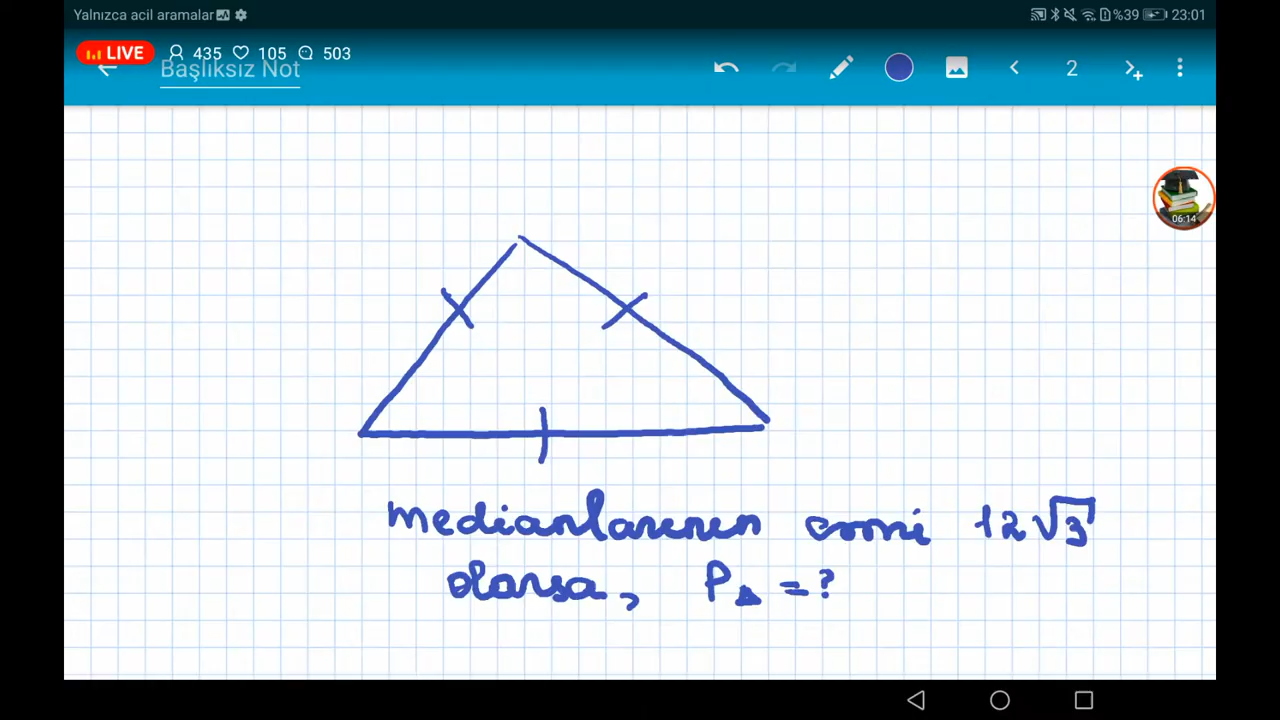 Yalnızca acil aramalar
%39 23:01
LIVE 435 105 503
Başlıksız Not
2
06:14
medianlarının cəmi 12√3
olarsa, P△ = ?